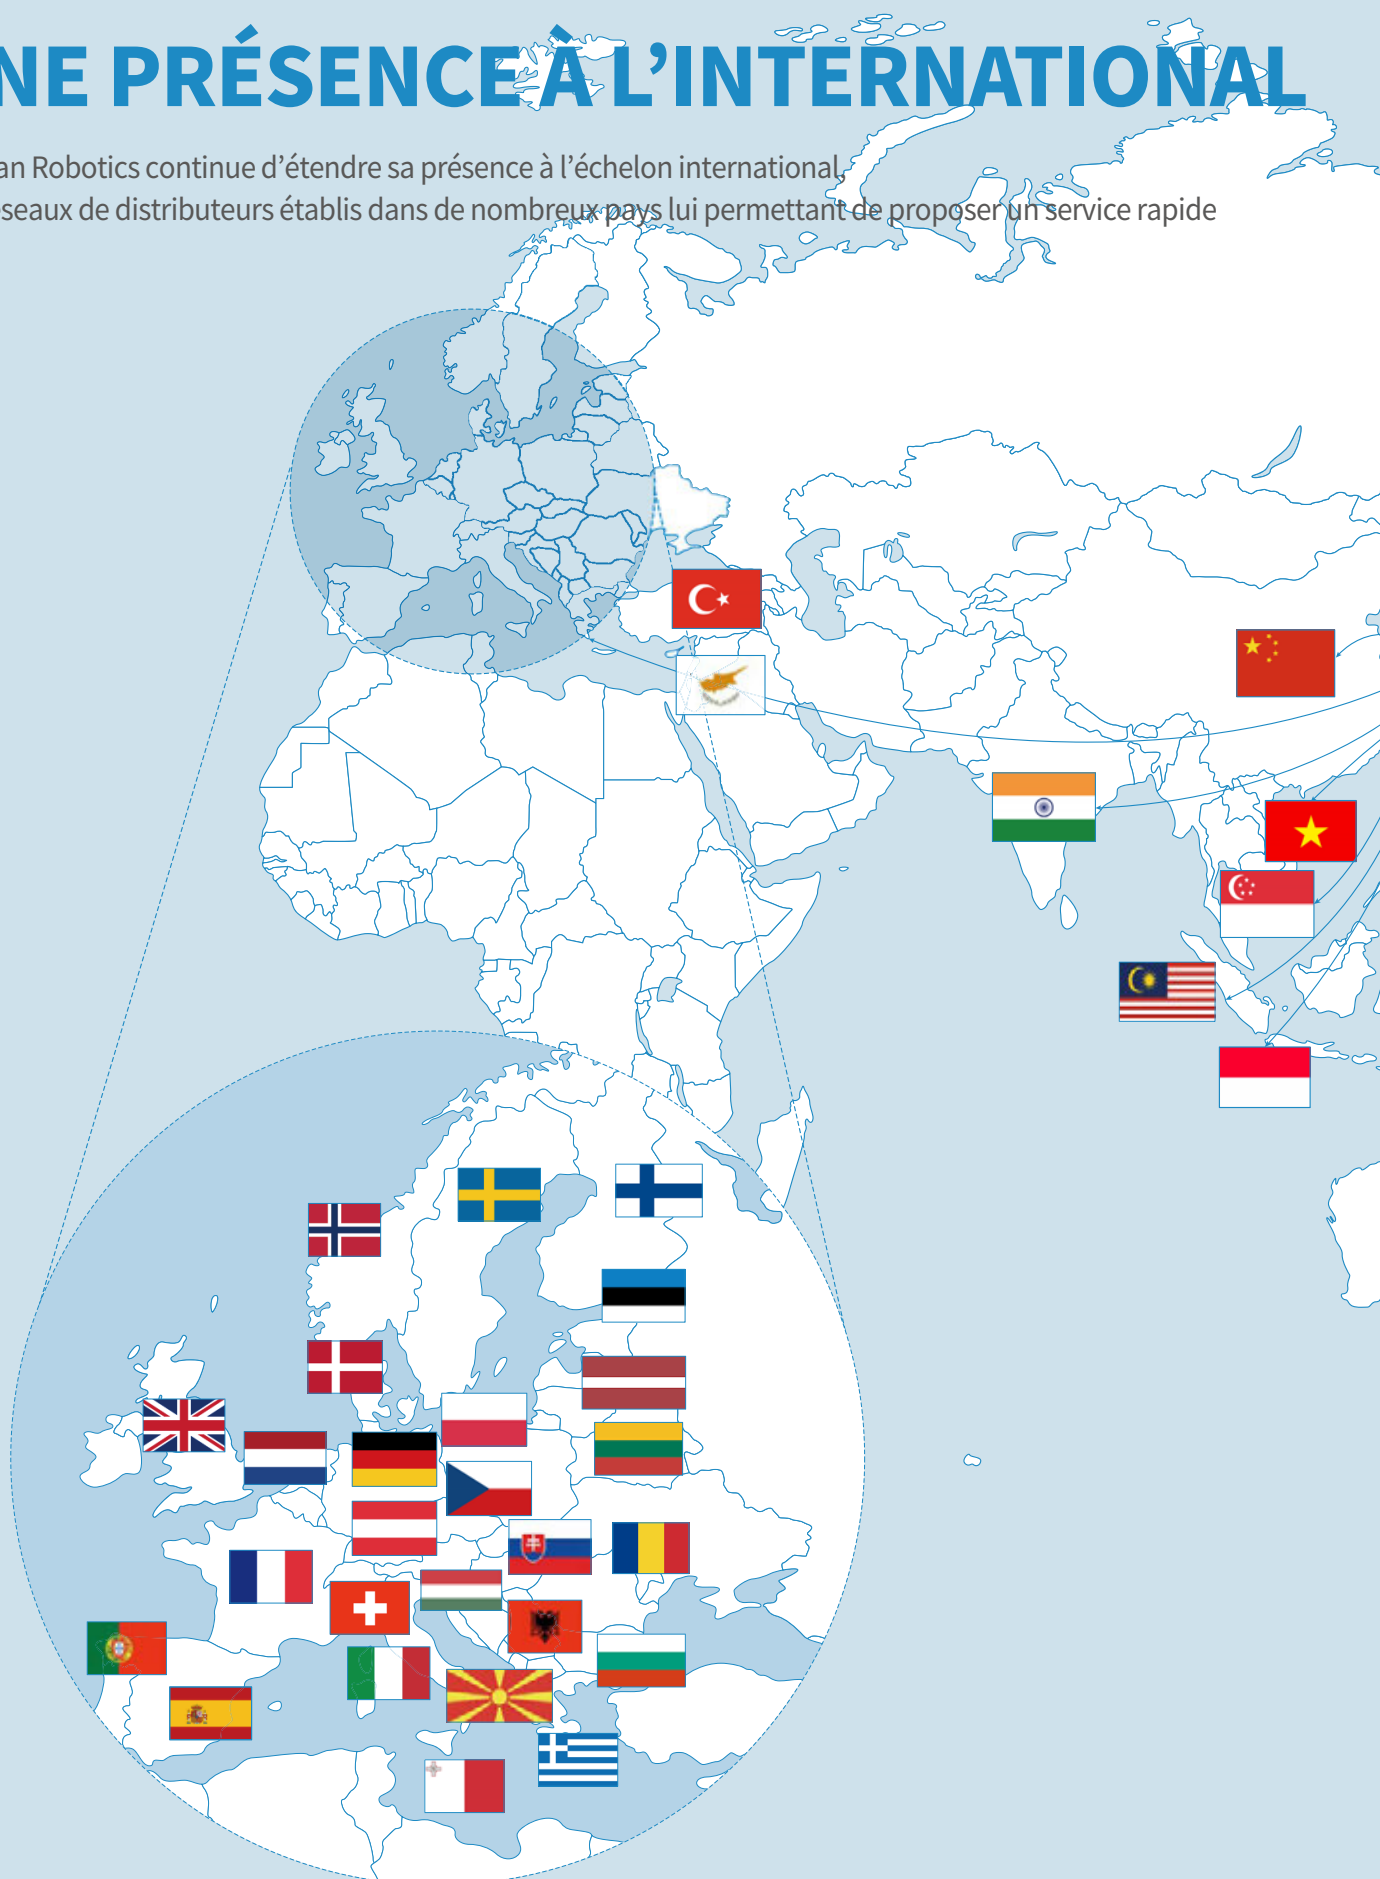 NE PRÉSENCE À L'INTERNATIONAL
an Robotics continue d'étendre sa présence à l'échelon international,
seaux de distributeurs établis dans de nombreux pays lui permettant de proposer un service rapide